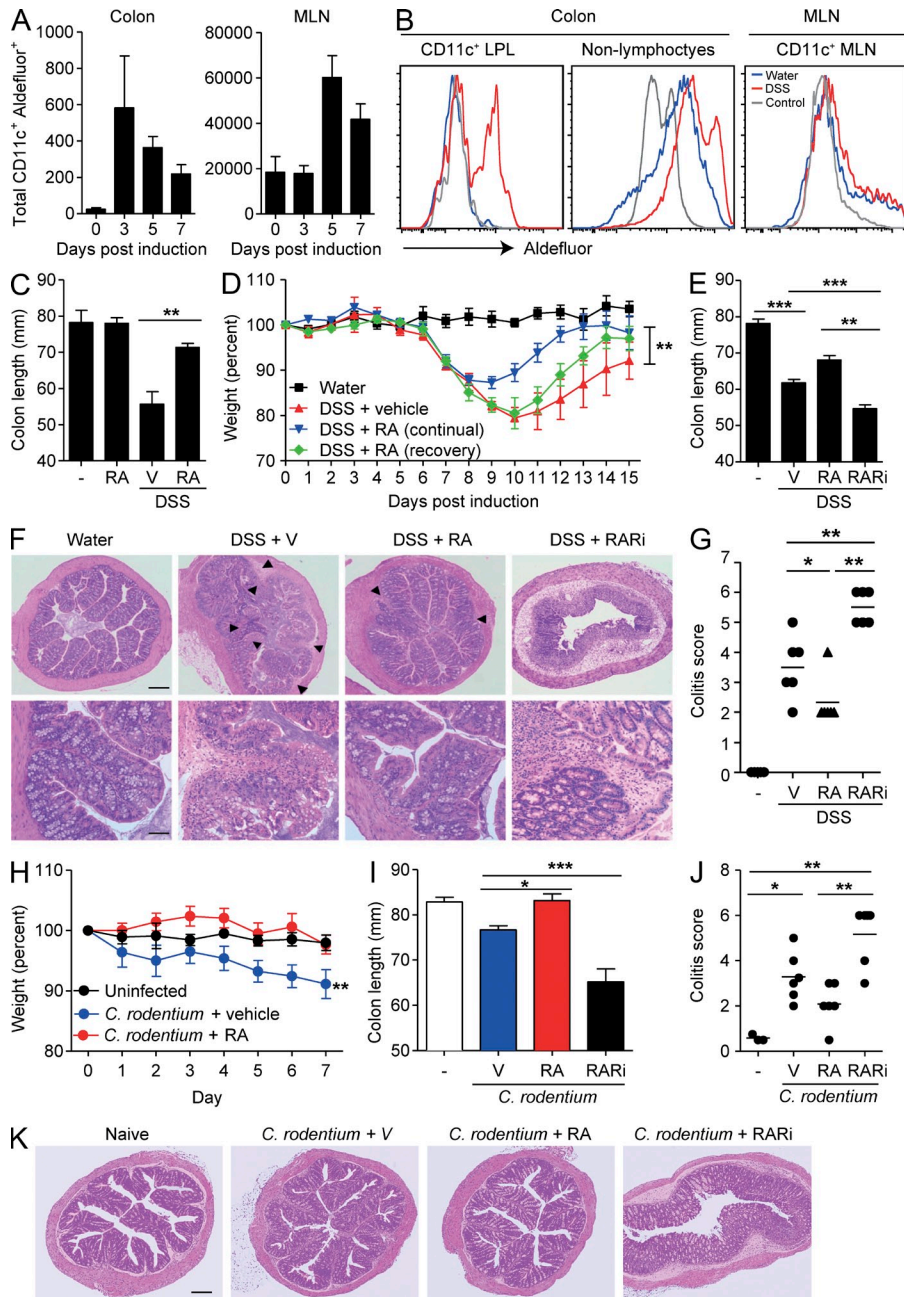 A
Colon
MLN
Total CD11c⁺ Aldefluor⁺
1000
800
600
400
200
0
0 3 5 7
Days post induction
80000
60000
40000
20000
0
0 3 5 7
Days post induction
B
Colon
MLN
CD11c⁺ LPL
Non-lymphoctyes
CD11c⁺ MLN
Water
DSS
Control
Aldefluor
C
Colon length (mm)
90
80
70
60
50
40
**
- RA V RA
DSS
D
Weight (percent)
110
100
90
80
70
**
Water
DSS + vehicle
DSS + RA (continual)
DSS + RA (recovery)
0 1 2 3 4 5 6 7 8 9 10 11 12 13 14 15
Days post induction
E
Colon length (mm)
90
80
70
60
50
40
***
***
**
- V RA RARi
DSS
F
Water
DSS + V
DSS + RA
DSS + RARi
G
Colitis score
7
6
5
4
3
2
1
0
**
* **
- V RA RARi
DSS
H
Weight (percent)
110
100
90
80
**
Uninfected
C. rodentium + vehicle
C. rodentium + RA
0 1 2 3 4 5 6 7
Day
I
Colon length (mm)
90
80
70
60
50
***
*
- V RA RARi
C. rodentium
J
Colitis score
8
6
4
2
0
**
* **
- V RA RARi
C. rodentium
K
Naive
C. rodentium + V
C. rodentium + RA
C. rodentium + RARi